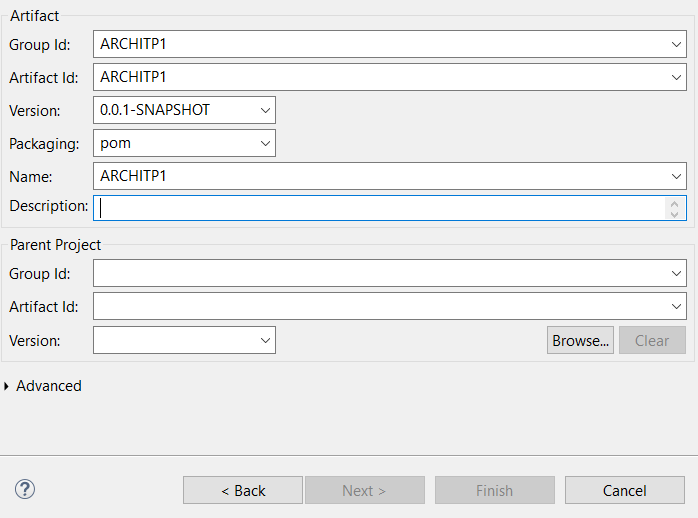 Artifact
Group Id: ARCHITP1
Artifact Id: ARCHITP1
Version: 0.0.1-SNAPSHOT
Packaging: pom
Name: ARCHITP1
Description:
Parent Project
Group Id:
Artifact Id:
Version:
Browse... Clear
Advanced
? < Back Next > Finish Cancel